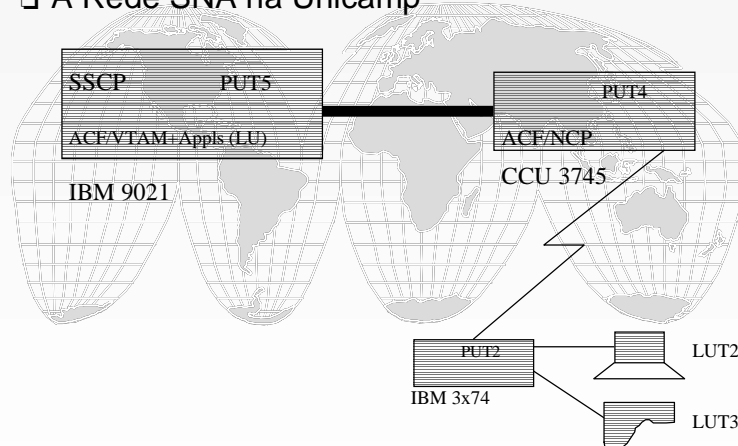 ❑ A Rede SNA na Unicamp
SSCP PUT5
ACF/VTAM+Appls (LU)
IBM 9021
PUT4
ACF/NCP
CCU 3745
PUT2
IBM 3x74
LUT2
LUT3